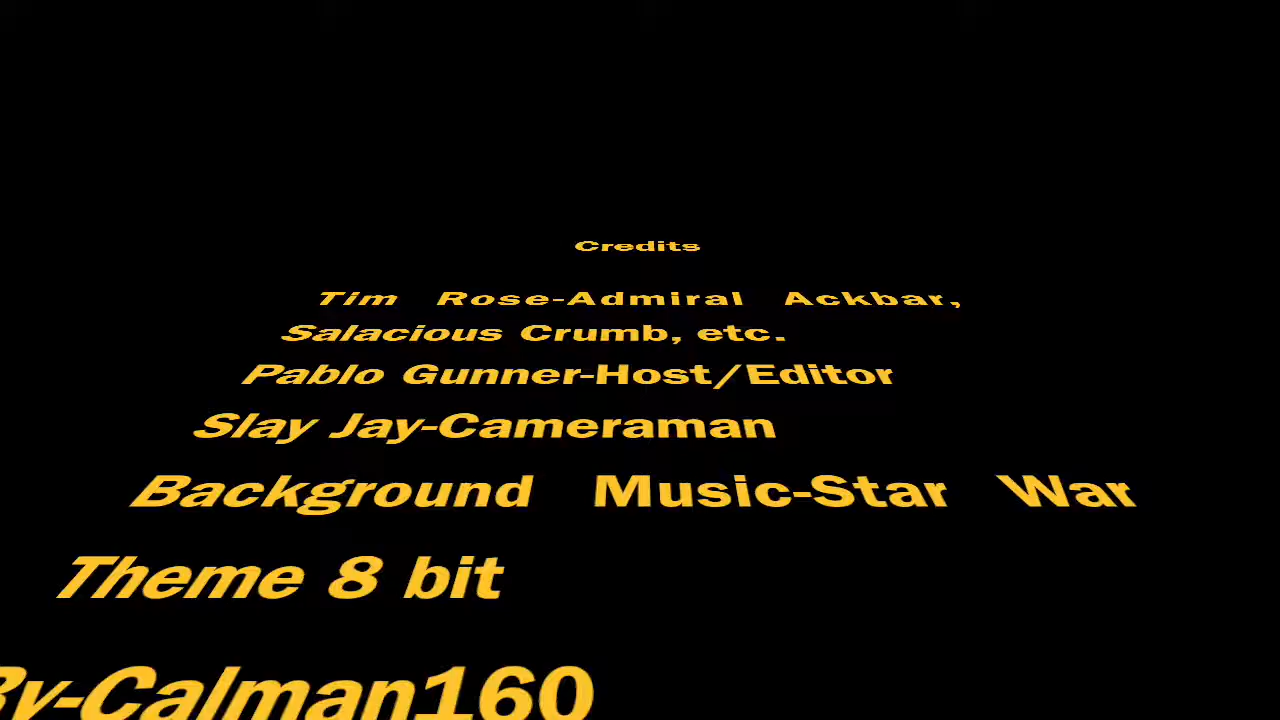 Credits
Tim Rose-Admiral Ackbar,
Salacious Crumb, etc.
Pablo Gunner-Host/Editor
Slay Jay-Cameraman
Background Music-Star War
Theme 8 bit
By-Calman160